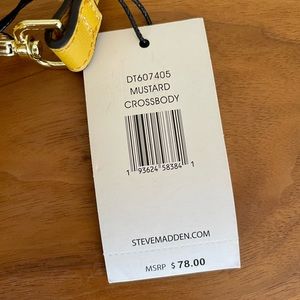 DT607405
MUSTARD
CROSSBODY
1 93624 58384 1
STEVEMADDEN.COM
MSRP $78.00